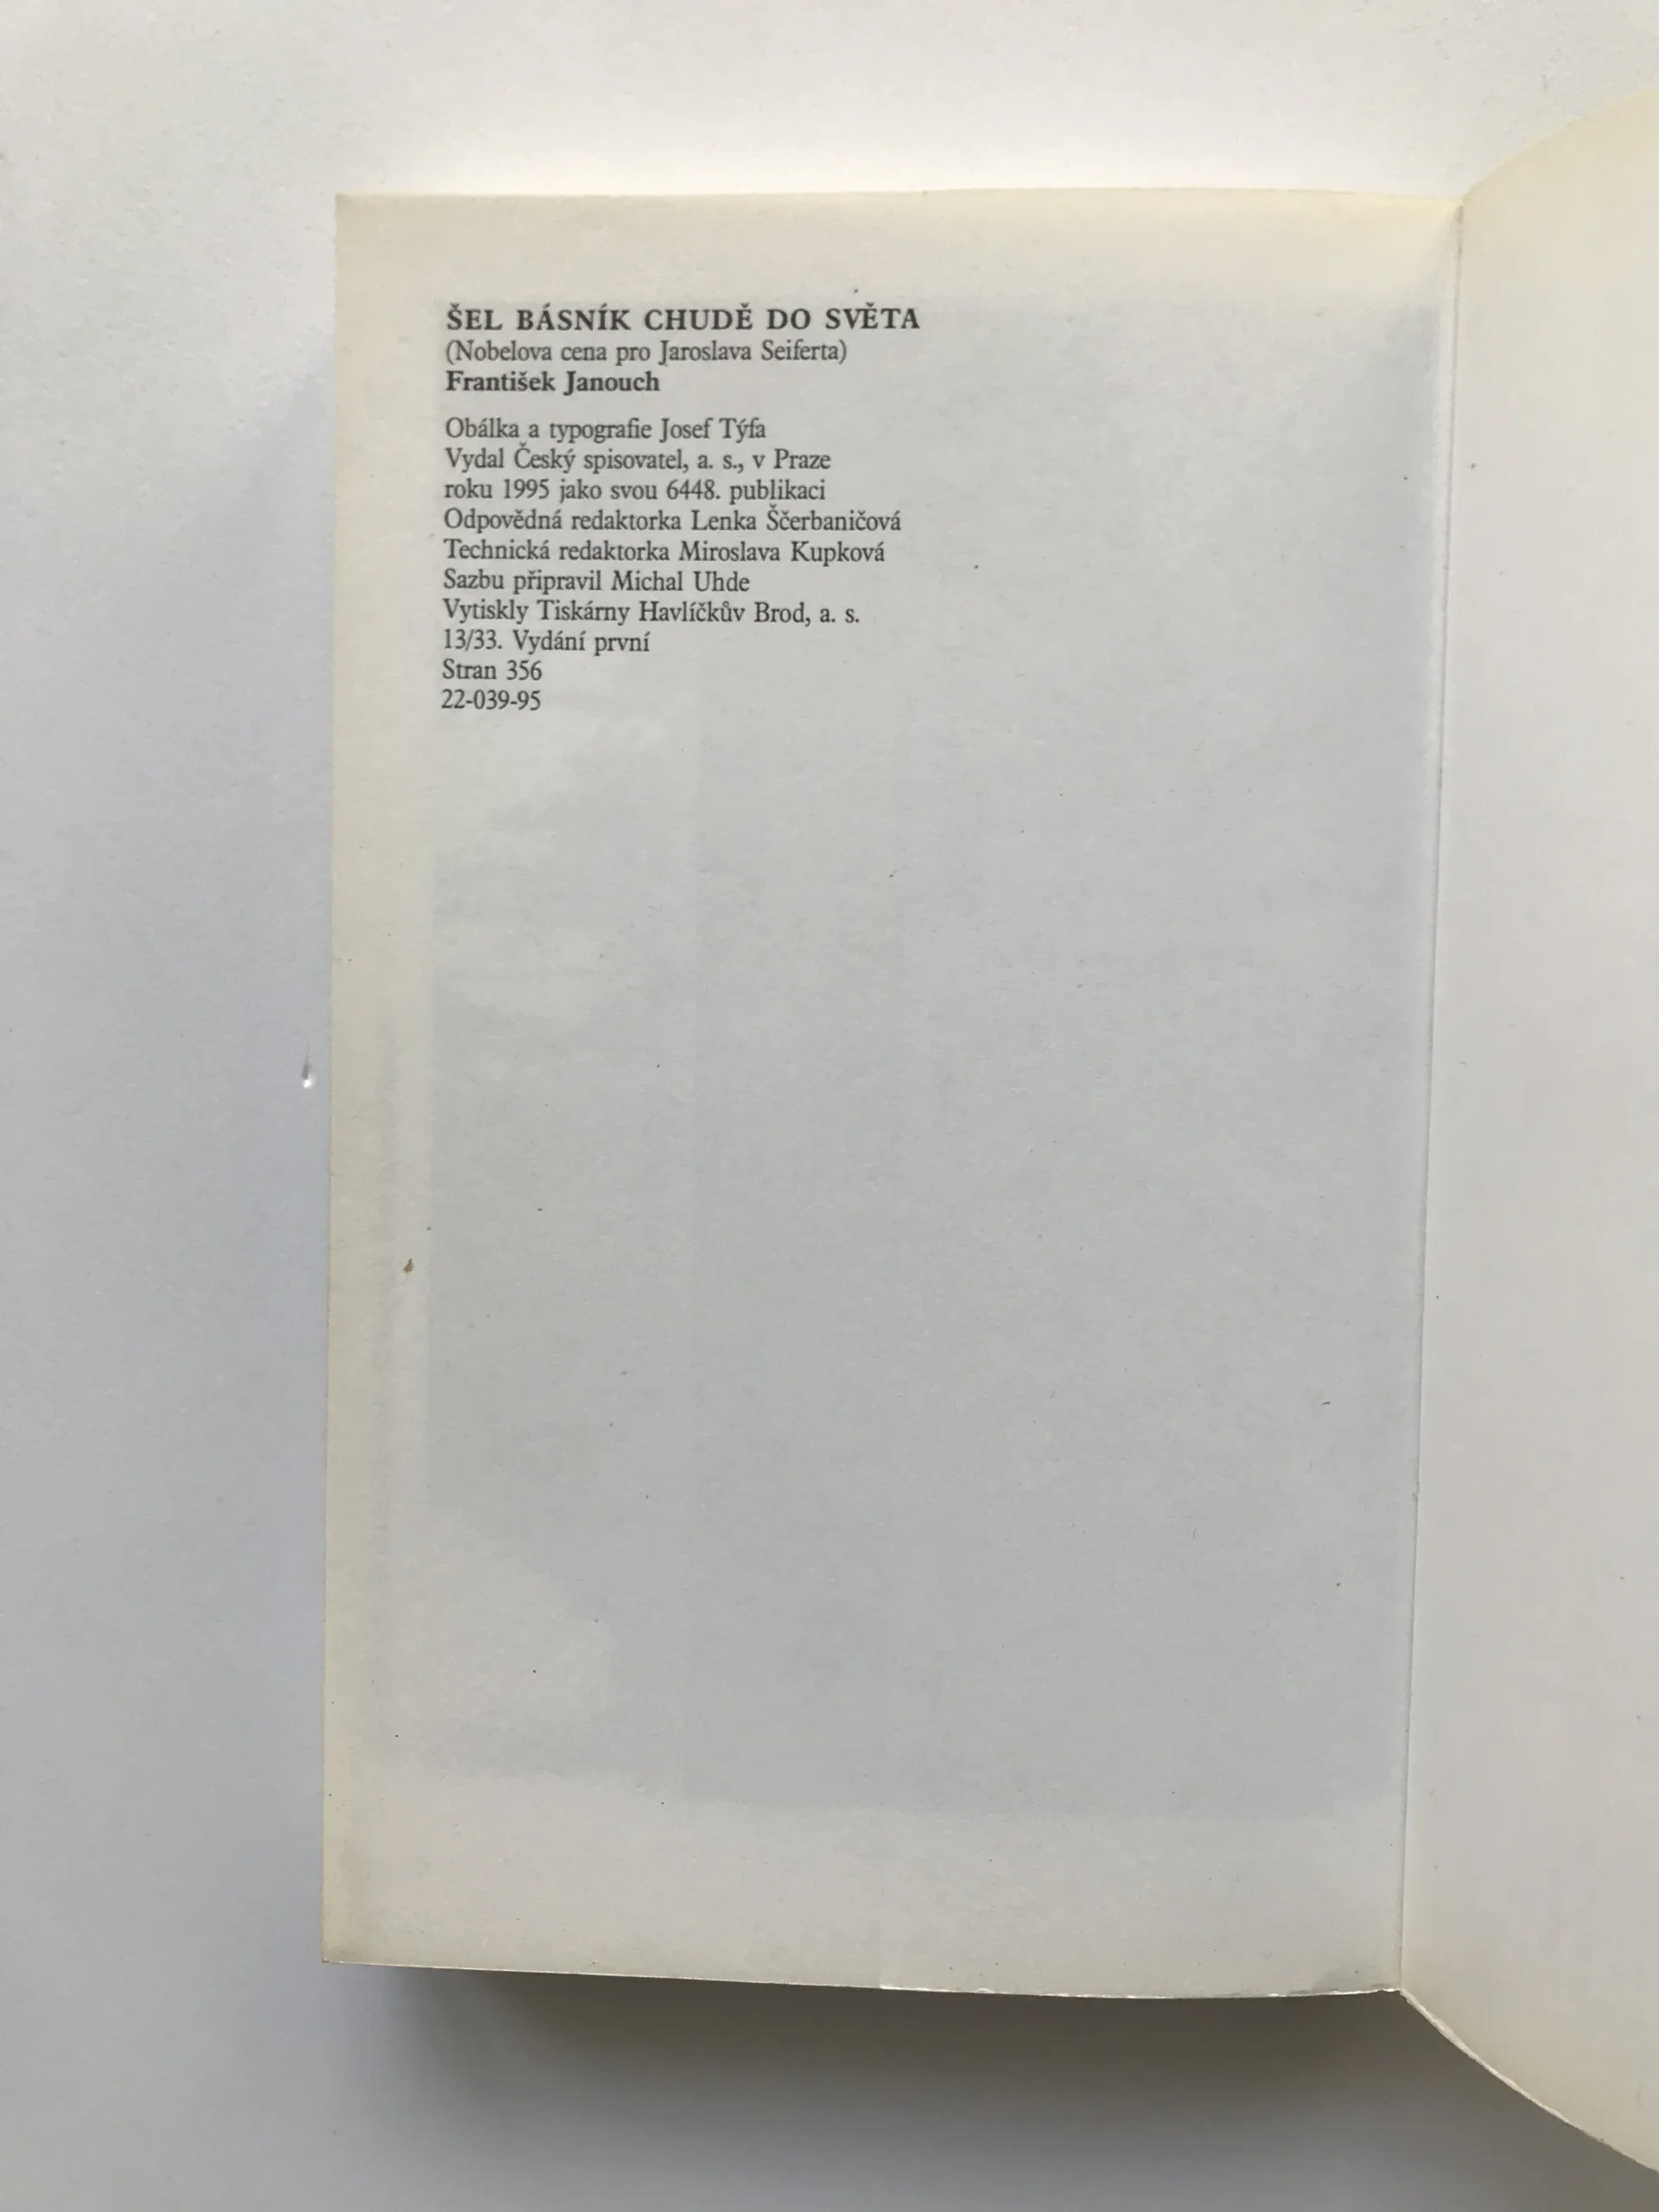 ŠEL BÁSNÍK CHUDĚ DO SVĚTA
(Nobelova cena pro Jaroslava Seiferta)
František Janouch
Obálka a typografie Josef Týfa
Vydal Český spisovatel, a. s., v Praze
roku 1995 jako svou 6448. publikaci
Odpovědná redaktorka Lenka Ščerbaničová
Technická redaktorka Miroslava Kupková
Sazbu připravil Michal Uhde
Vytiskly Tiskárny Havlíčkův Brod, a. s.
13/33. Vydání první
Stran 356
22-039-95